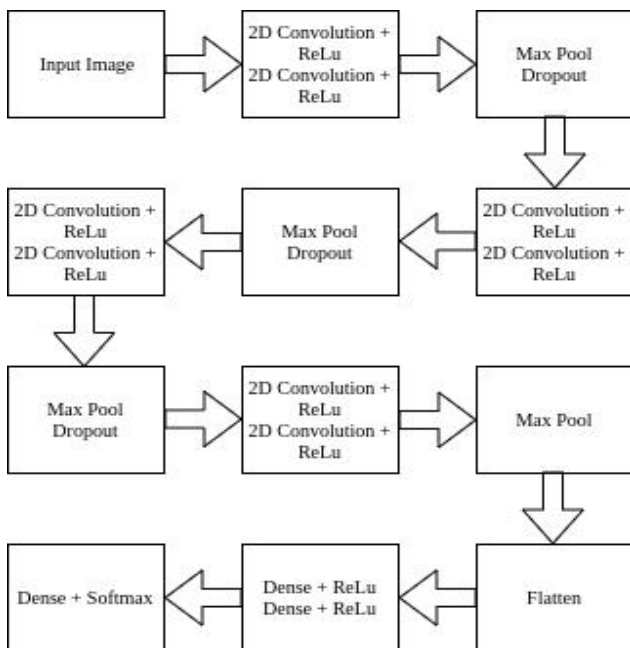 Input Image
2D Convolution +
ReLu
2D Convolution +
ReLu
Max Pool
Dropout
2D Convolution +
ReLu
2D Convolution +
ReLu
Max Pool
Dropout
2D Convolution +
ReLu
2D Convolution +
ReLu
Max Pool
Dropout
2D Convolution +
ReLu
2D Convolution +
ReLu
Max Pool
Flatten
Dense + ReLu
Dense + ReLu
Dense + Softmax